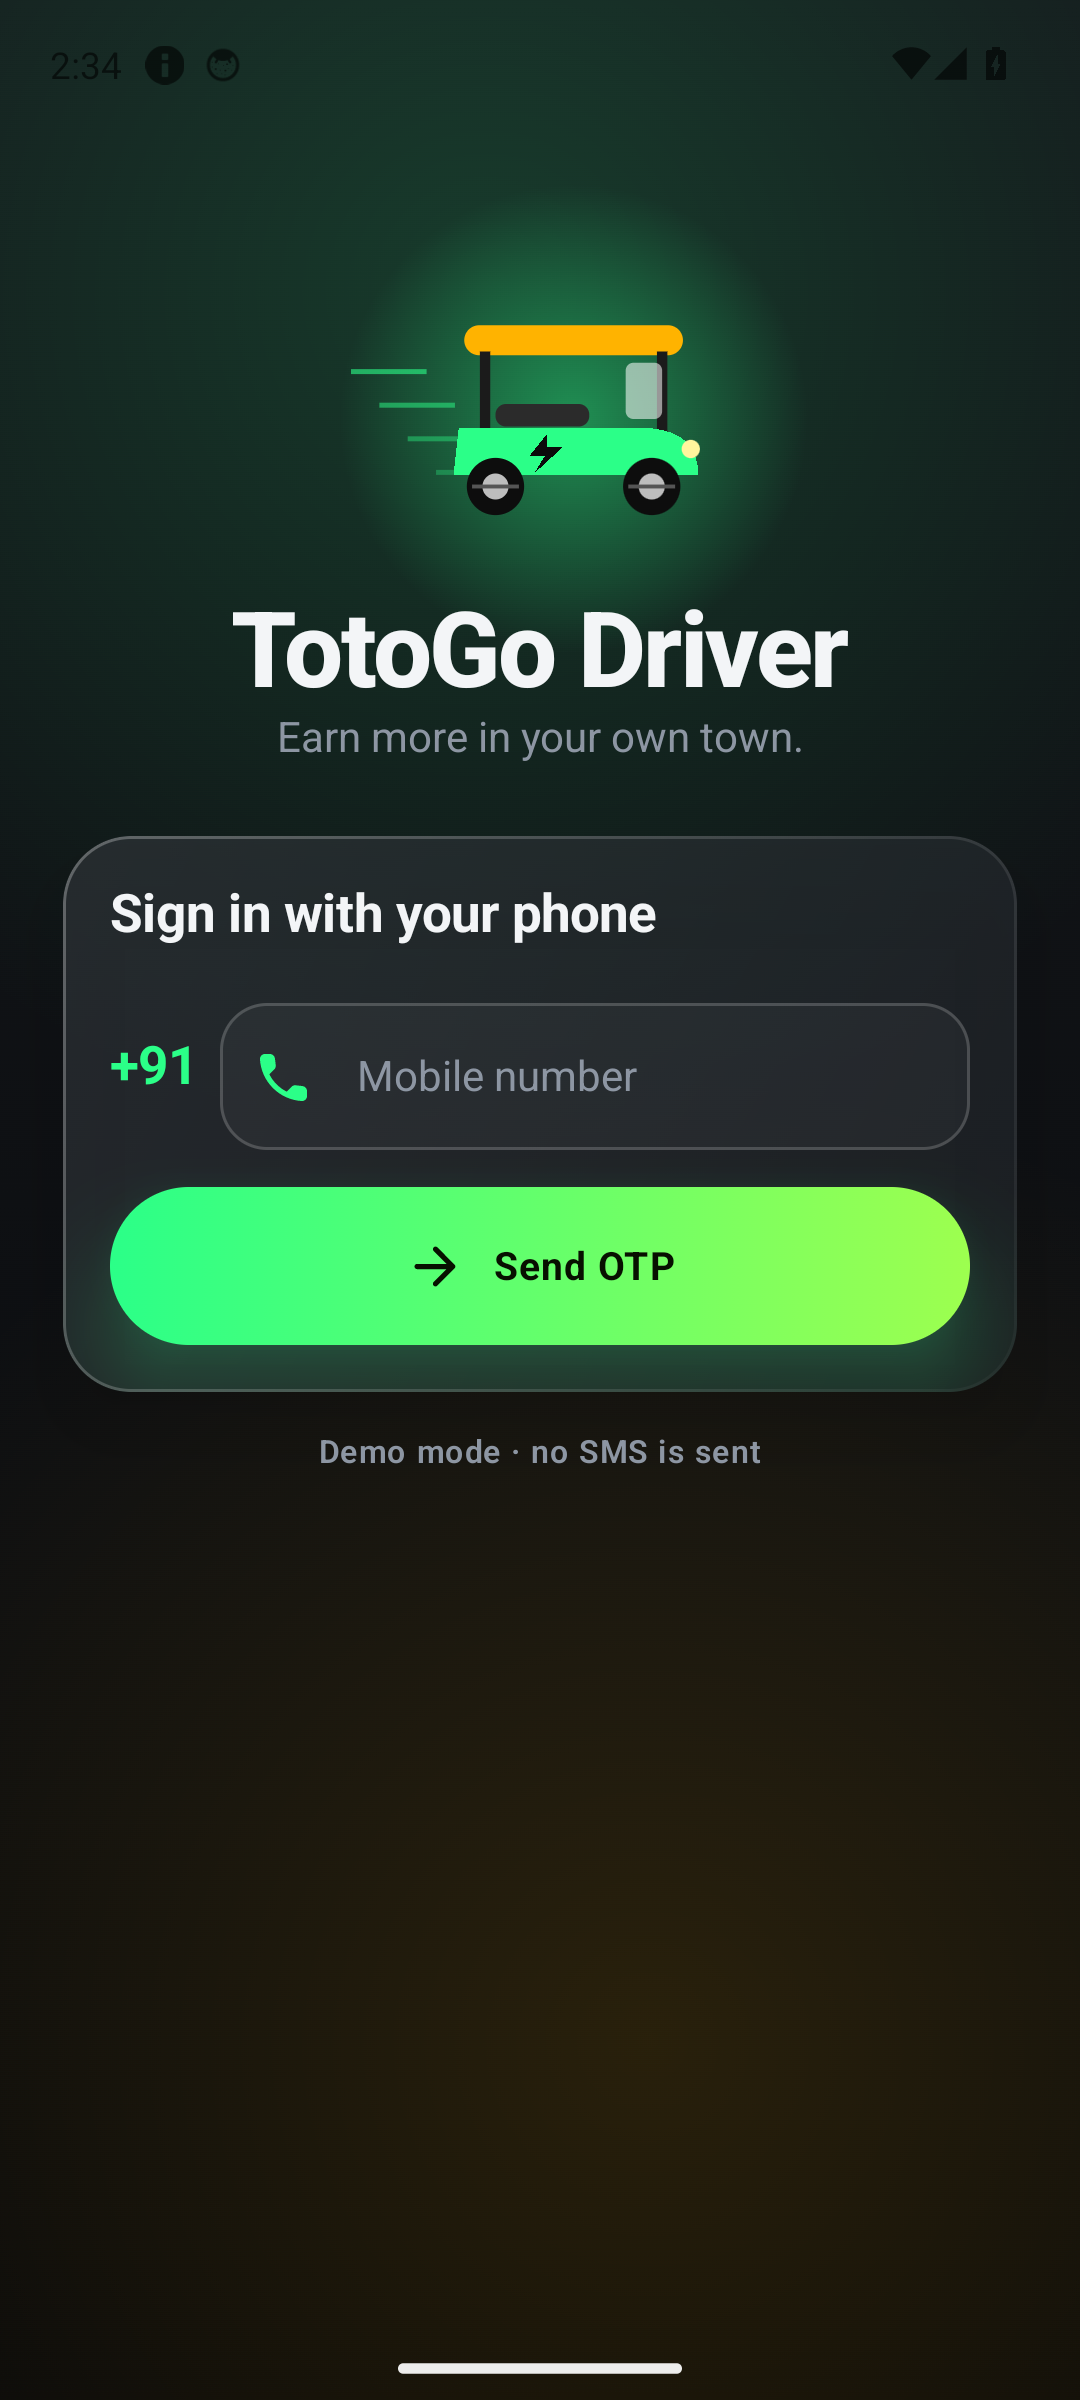 2:34
TotoGo Driver
Earn more in your own town.
Sign in with your phone
+91
Mobile number
Send OTP
Demo mode · no SMS is sent